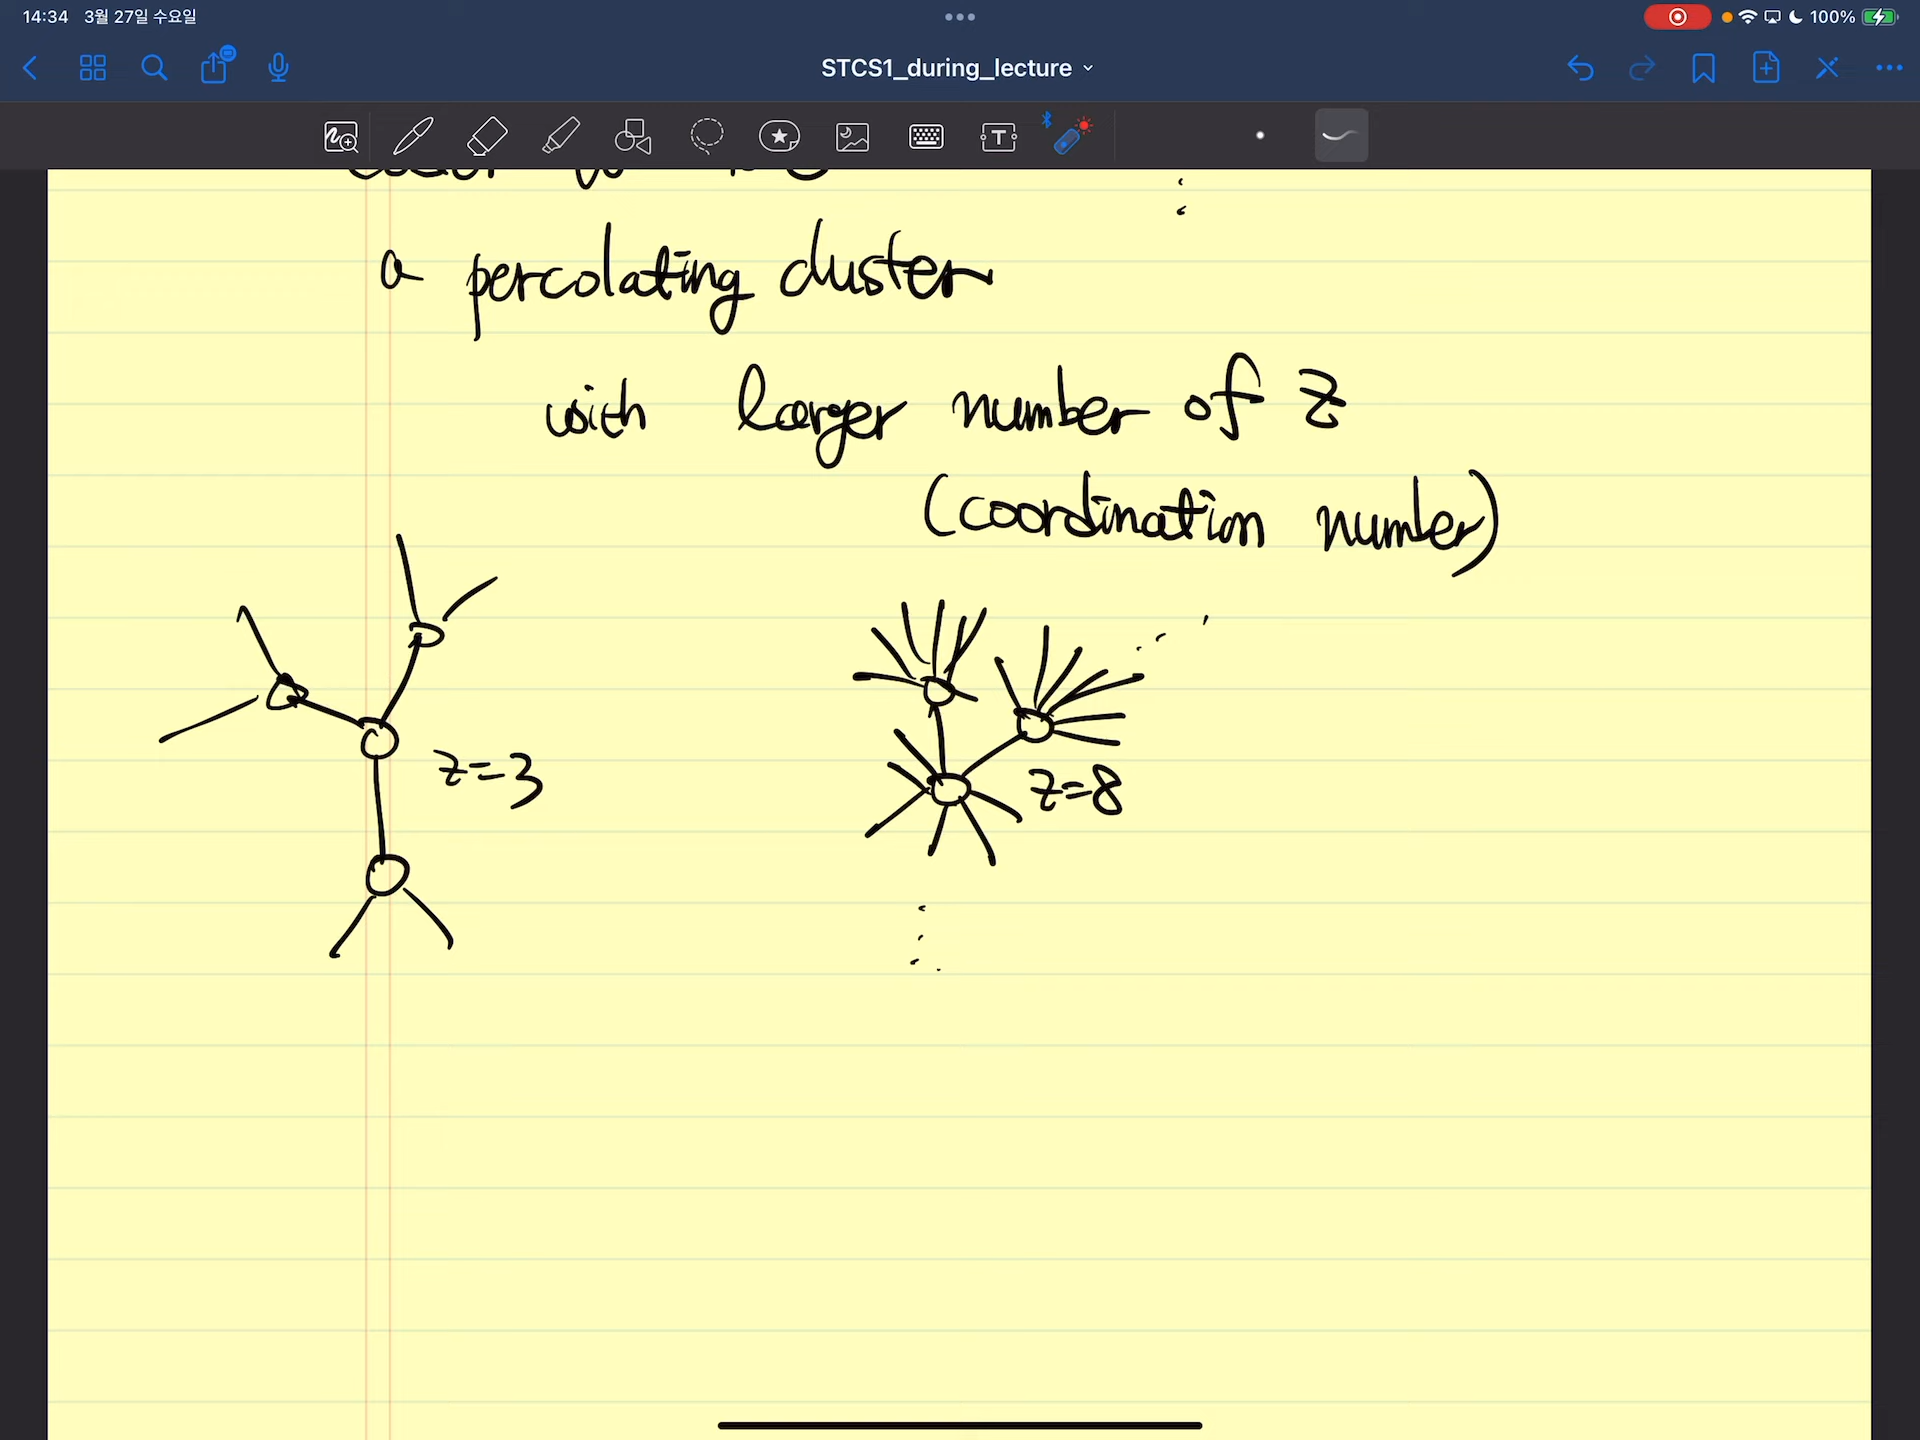 14:34 3월 27일 수요일
100%
STCS1_during_lecture
a percolating cluster
with larger number of z
(coordination number)
z=3
z=8